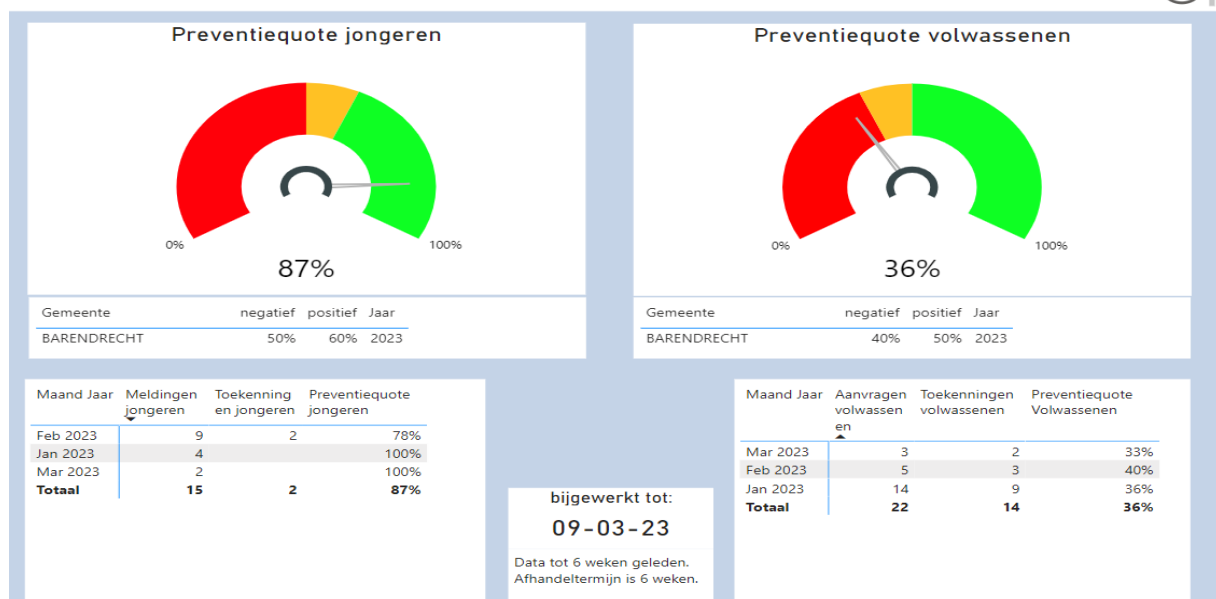 Preventiequote jongeren
0%
100%
87%
Gemeente negatief positief Jaar
BARENDRECHT 50% 60% 2023
Preventiequote volwassenen
0%
100%
36%
Gemeente negatief positief Jaar
BARENDRECHT 40% 50% 2023
Maand Jaar Meldingen Toekenning Preventiequote
jongeren en jongeren jongeren
Feb 2023 9 2 78%
Jan 2023 4 100%
Mar 2023 2 100%
Totaal 15 2 87%
bijgewerkt tot:
09-03-23
Data tot 6 weken geleden.
Afhandeltermijn is 6 weken.
Maand Jaar Aanvragen Toekenningen Preventiequote
volwassen volwassenen Volwassenen
en
Mar 2023 3 2 33%
Feb 2023 5 3 40%
Jan 2023 14 9 36%
Totaal 22 14 36%